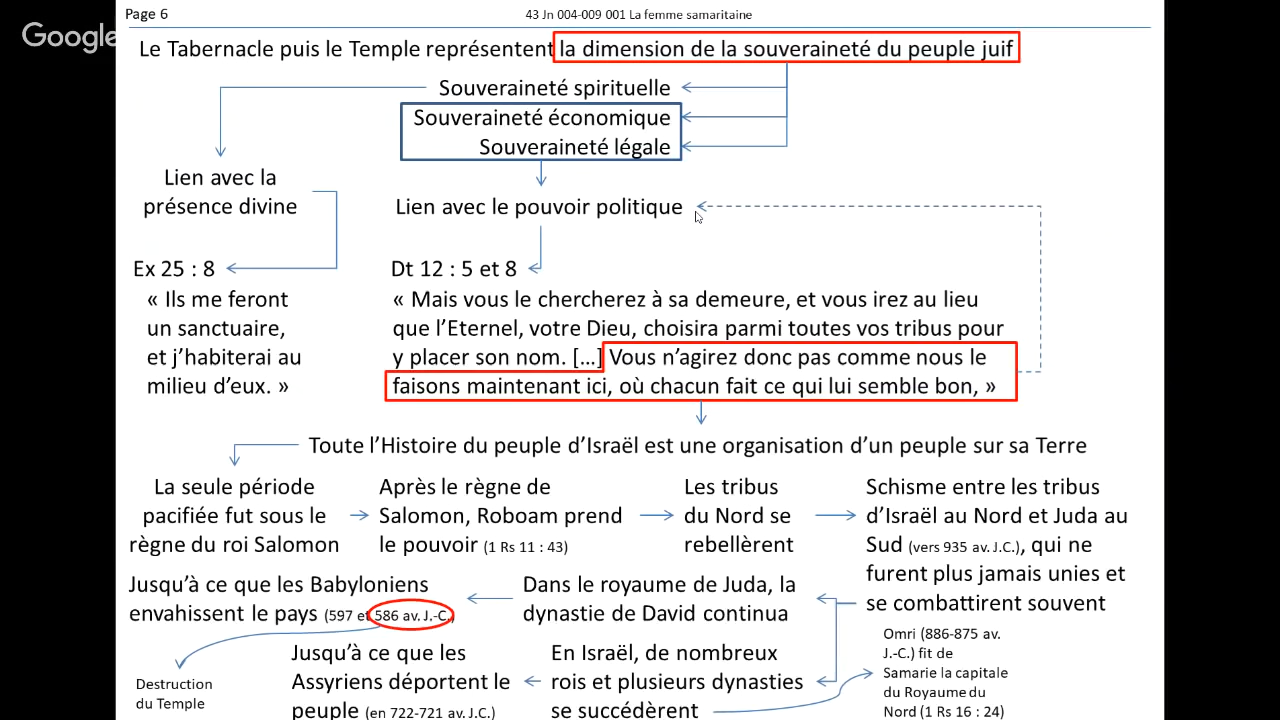 Page 6
43 Jn 004-009 001 La femme samaritaine
Google
Le Tabernacle puis le Temple représentent la dimension de la souveraineté du peuple juif
Souveraineté spirituelle
Souveraineté économique
Souveraineté légale
Lien avec la
présence divine
Lien avec le pouvoir politique
Ex 25 : 8
« Ils me feront
un sanctuaire,
et j’habiterai au
milieu d’eux. »
Dt 12 : 5 et 8
« Mais vous le chercherez à sa demeure, et vous irez au lieu
que l’Eternel, votre Dieu, choisira parmi toutes vos tribus pour
y placer son nom. […] Vous n’agirez donc pas comme nous le
faisons maintenant ici, où chacun fait ce qui lui semble bon, »
Toute l’Histoire du peuple d’Israël est une organisation d’un peuple sur sa Terre
La seule période
pacifiée fut sous le
règne du roi Salomon
Après le règne de
Salomon, Roboam prend
le pouvoir (1 Rs 11 : 43)
Les tribus
du Nord se
rebellèrent
Schisme entre les tribus
d’Israël au Nord et Juda au
Sud (vers 935 av. J.C.), qui ne
furent plus jamais unies et
se combattirent souvent
Dans le royaume de Juda, la
dynastie de David continua
Jusqu’à ce que les Babyloniens
envahissent le pays (597 et 586 av. J.-C.)
Destruction
du Temple
En Israël, de nombreux
rois et plusieurs dynasties
se succédèrent
Jusqu’à ce que les
Assyriens déportent le
peuple (en 722-721 av. J.C.)
Omri (886-875 av.
J.-C.) fit de
Samarie la capitale
du Royaume du
Nord (1 Rs 16 : 24)